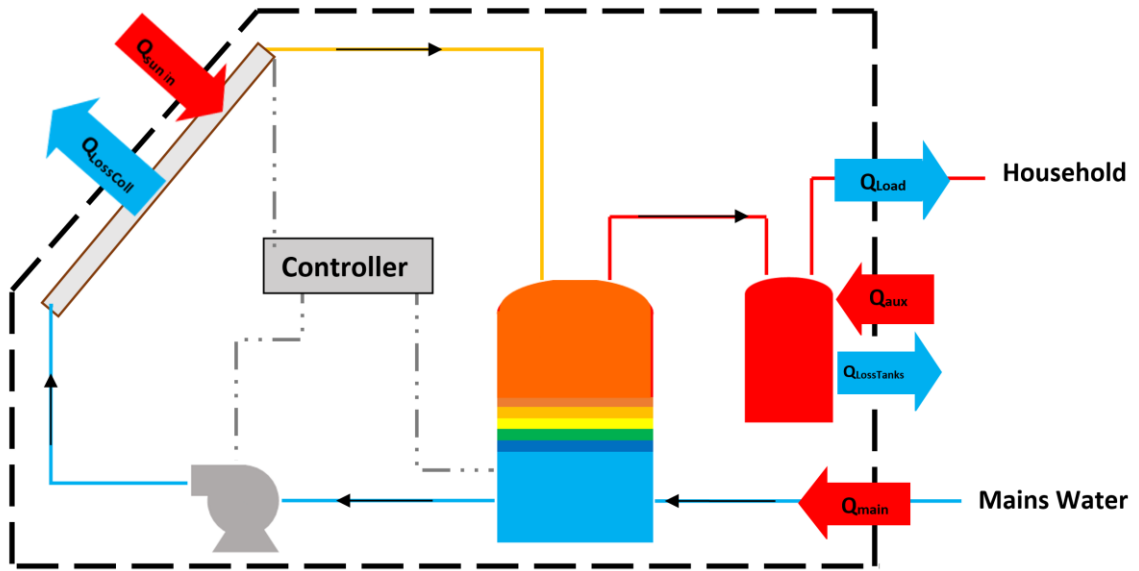 Qsun in
QLossColl
Household
QLoad
Controller
Qaux
QLossTanks
Qmain
Mains Water